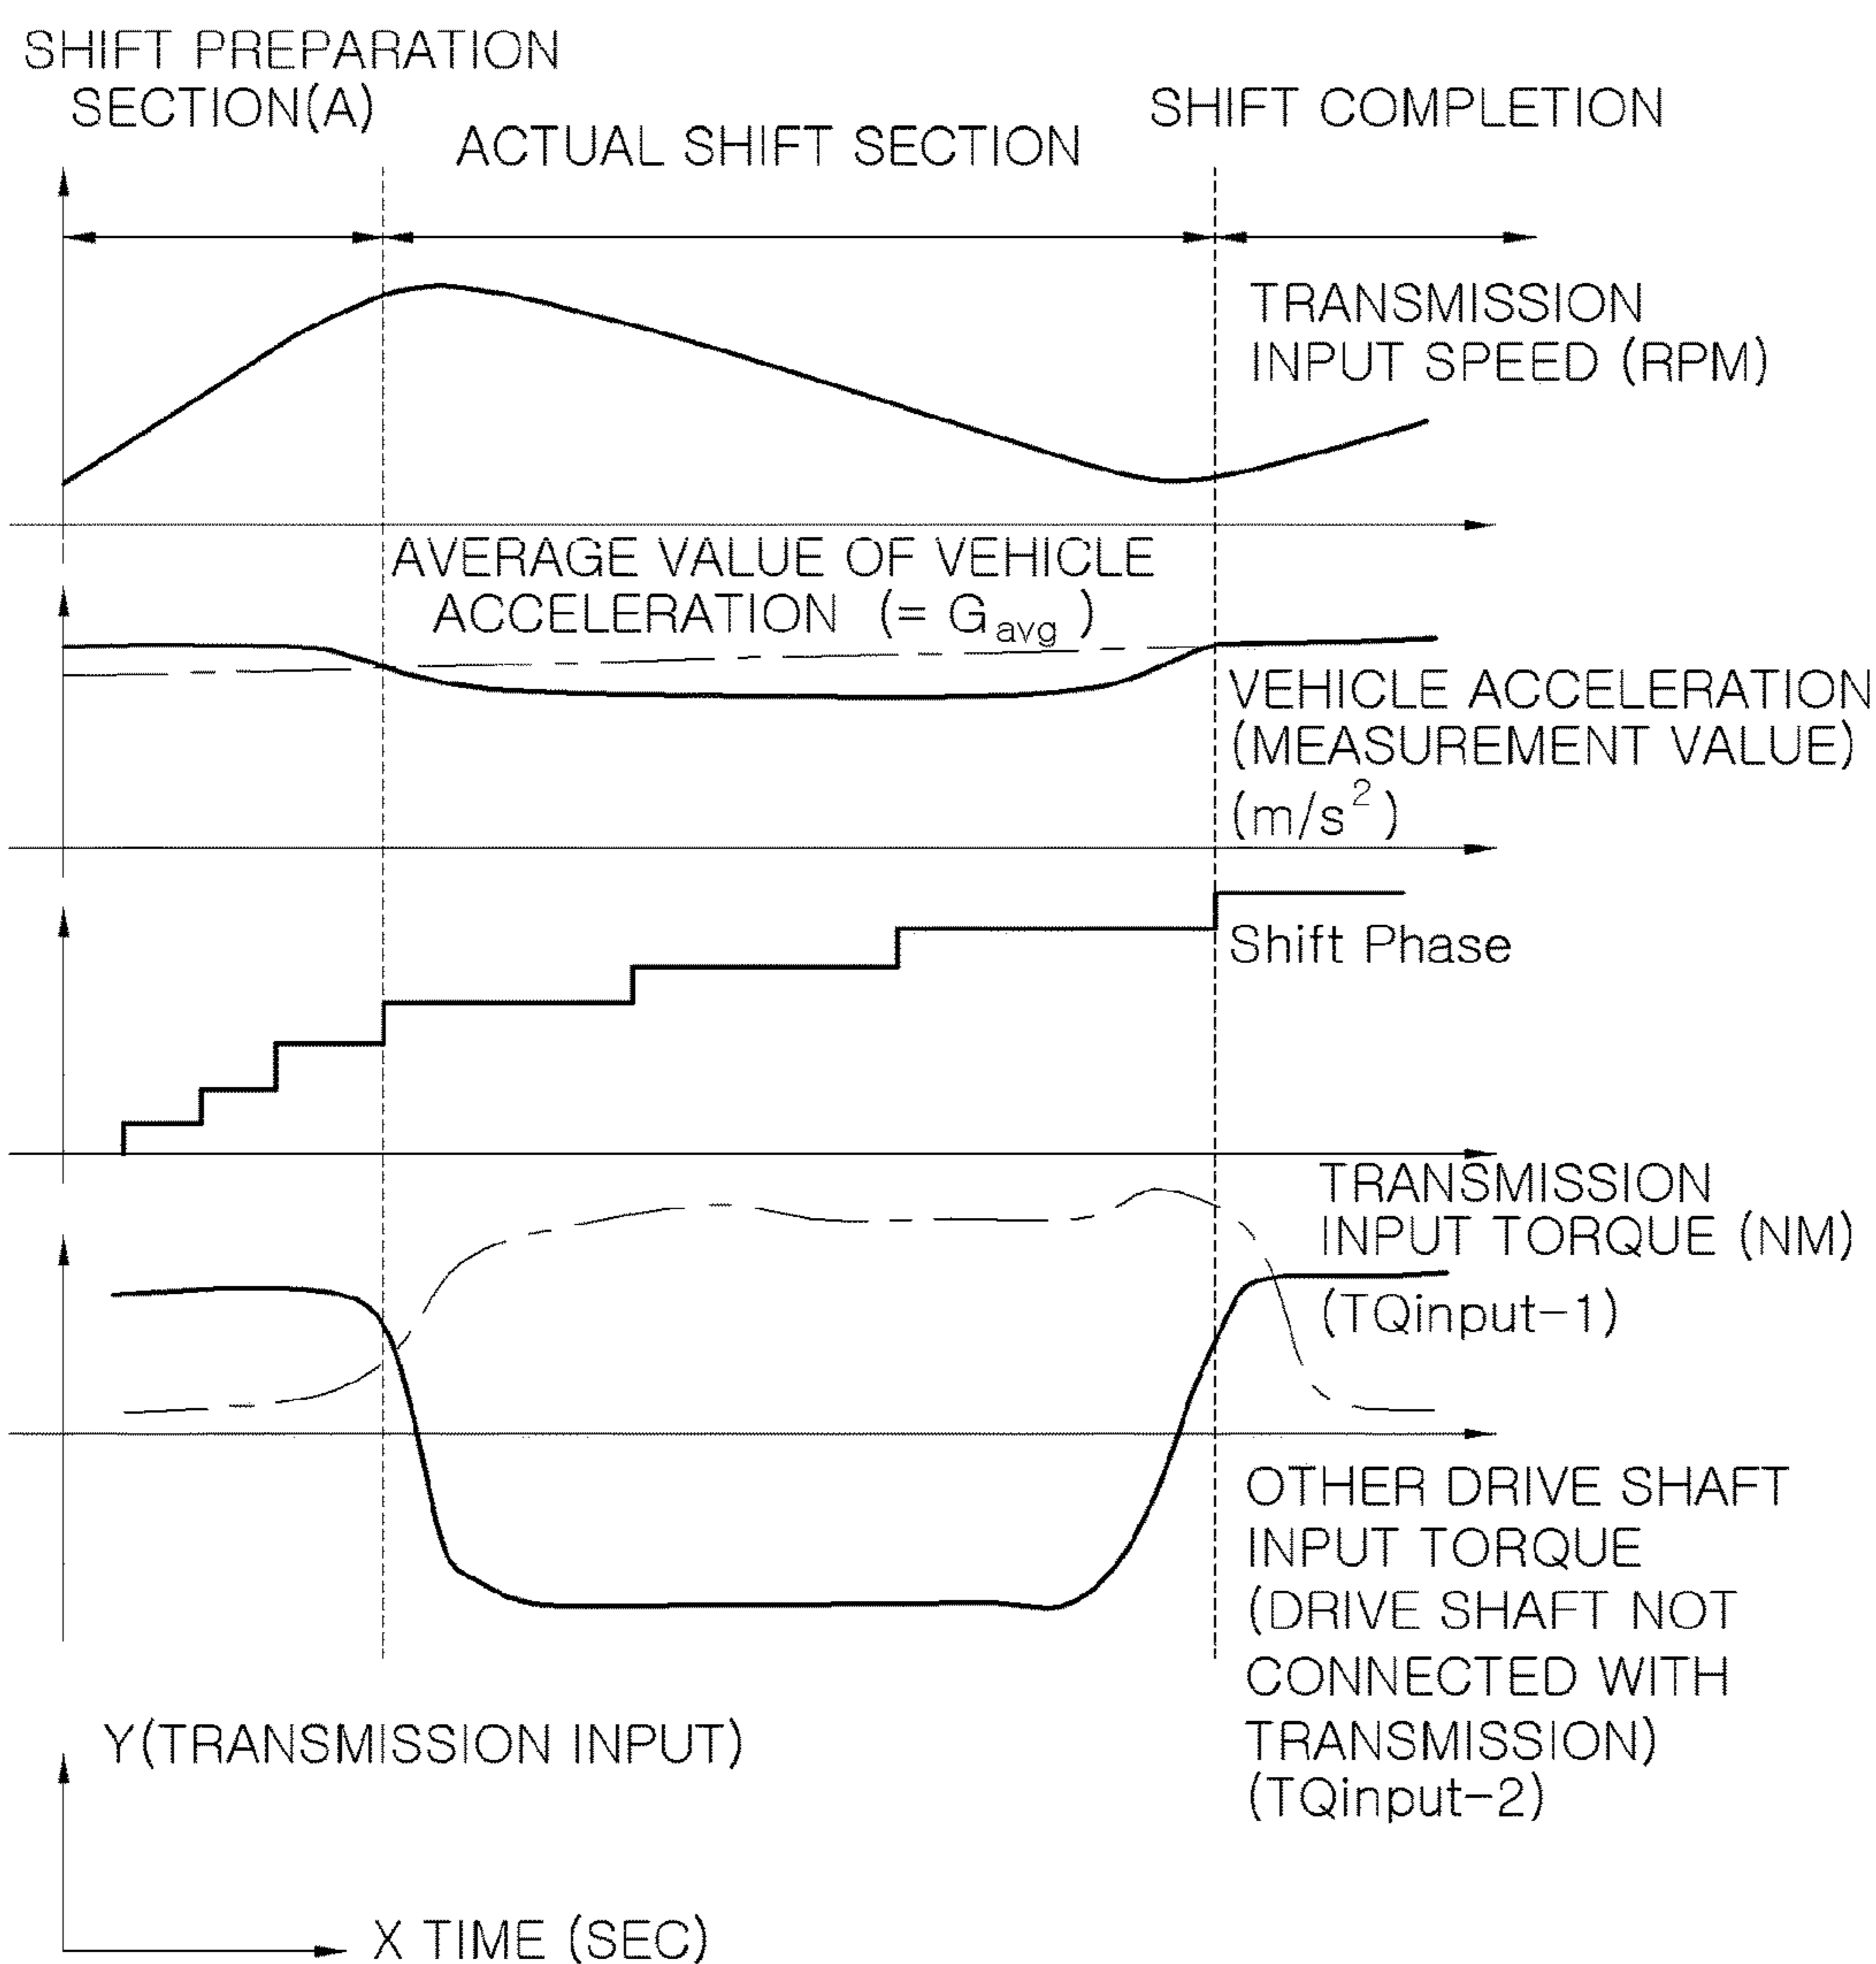 SHIFT PREPARATION
SECTION(A)
ACTUAL SHIFT SECTION
SHIFT COMPLETION
TRANSMISSION
INPUT SPEED (RPM)
AVERAGE VALUE OF VEHICLE
ACCELERATION (= Gavg )
VEHICLE ACCELERATION
(MEASUREMENT VALUE)
(m/s²)
Shift Phase
TRANSMISSION
INPUT TORQUE (NM)
(TQinput-1)
OTHER DRIVE SHAFT
INPUT TORQUE
(DRIVE SHAFT NOT
CONNECTED WITH
TRANSMISSION)
(TQinput-2)
Y(TRANSMISSION INPUT)
X TIME (SEC)